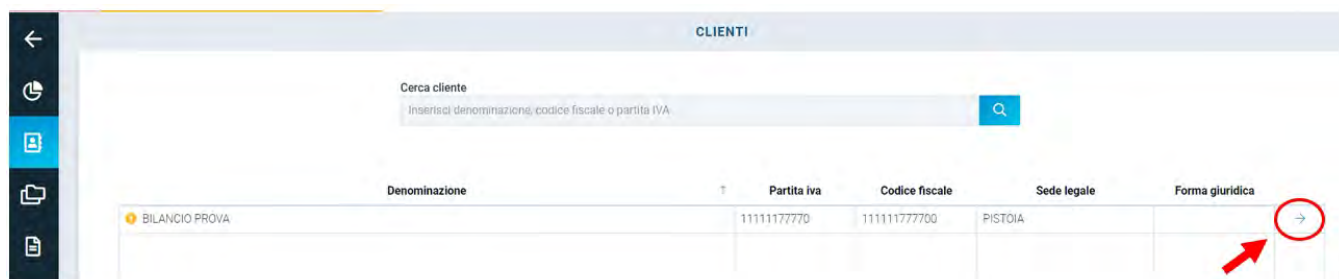 CLIENTI
Cerca cliente
Inserisci denominazione, codice fiscale o partita IVA
Denominazione ↑ Partita iva Codice fiscale Sede legale Forma giuridica
BILANCIO PROVA 11111177770 111111777700 PISTOIA